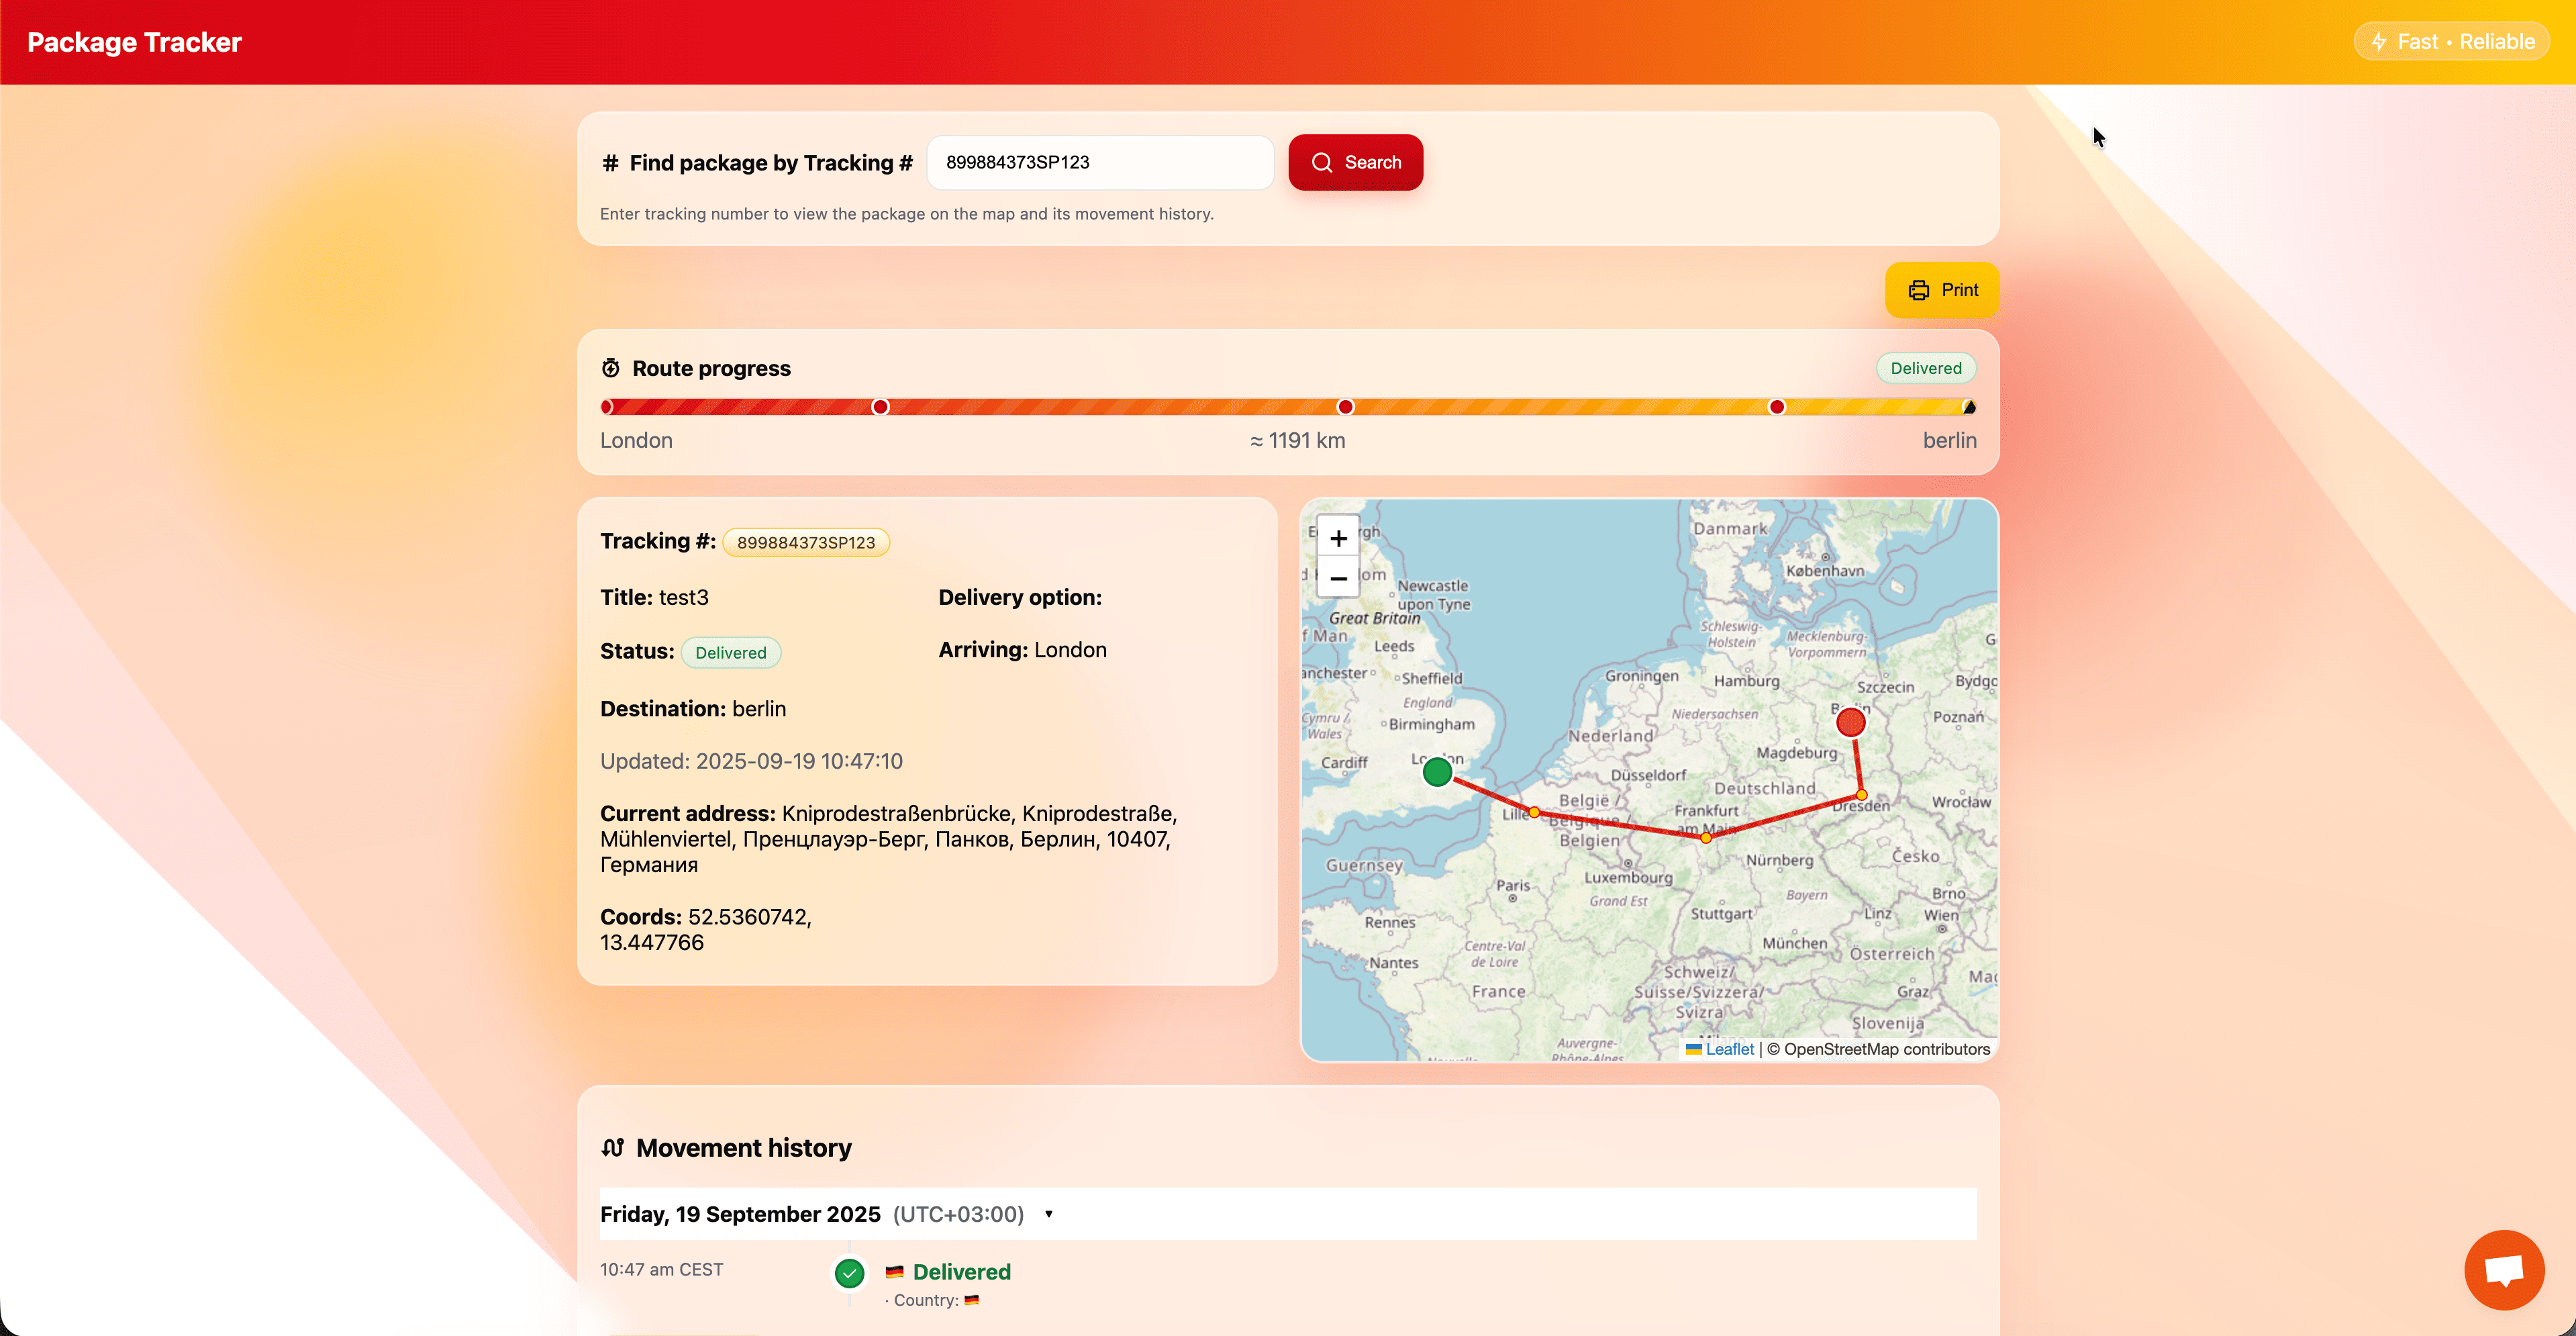 Package Tracker
Fast • Reliable
# Find package by Tracking #
899884373SP123
Search
Enter tracking number to view the package on the map and its movement history.
Print
Route progress
Delivered
London
≈ 1191 km
berlin
Tracking #: 899884373SP123
Title: test3
Delivery option:
Status: Delivered
Arriving: London
Destination: berlin
Updated: 2025-09-19 10:47:10
Current address: Kniprodestraßenbrücke, Kniprodestraße,
Mühlenviertel, Пренцлауэр-Берг, Панков, Берлин, 10407,
Германия
Coords: 52.5360742,
13.447766
+
−
Danmark
København
Newcastle
upon Tyne
Great Britain
f Man
Schleswig-
Holstein
Mecklenburg-
Vorpommern
Leeds
anchester
Sheffield
Groningen
Hamburg
Szczecin
Bydgo
England
Birmingham
Niedersachsen
Poznań
Cymru /
Wales
Nederland
Magdeburg
Cardiff
Düsseldorf
Deutschland
België /
Belgique /
Belgien
Lille
Frankfurt
am Main
Dresden
Wrocław
Guernsey
Luxembourg
Nürnberg
Česko
Paris
Grand Est
Bayern
Brno
Stuttgart
Linz
Wien
Rennes
München
Centre-Val
de Loire
Österreich
Nantes
Schweiz/
Suisse/Svizzera/
Svizra
France
Graz
Slovenija
Auvergne-
Rhône-Alpes
Leaflet | © OpenStreetMap contributors
Movement history
Friday, 19 September 2025 (UTC+03:00) ▾
10:47 am CEST
Delivered
· Country: